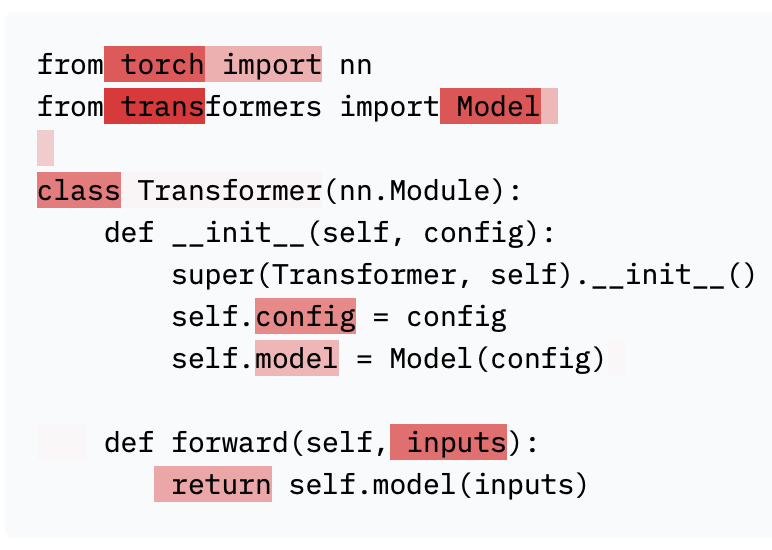 from torch import nn
from transformers import Model
class Transformer(nn.Module):
    def __init__(self, config):
        super(Transformer, self).__init__()
        self.config = config
        self.model = Model(config)
    def forward(self, inputs):
        return self.model(inputs)